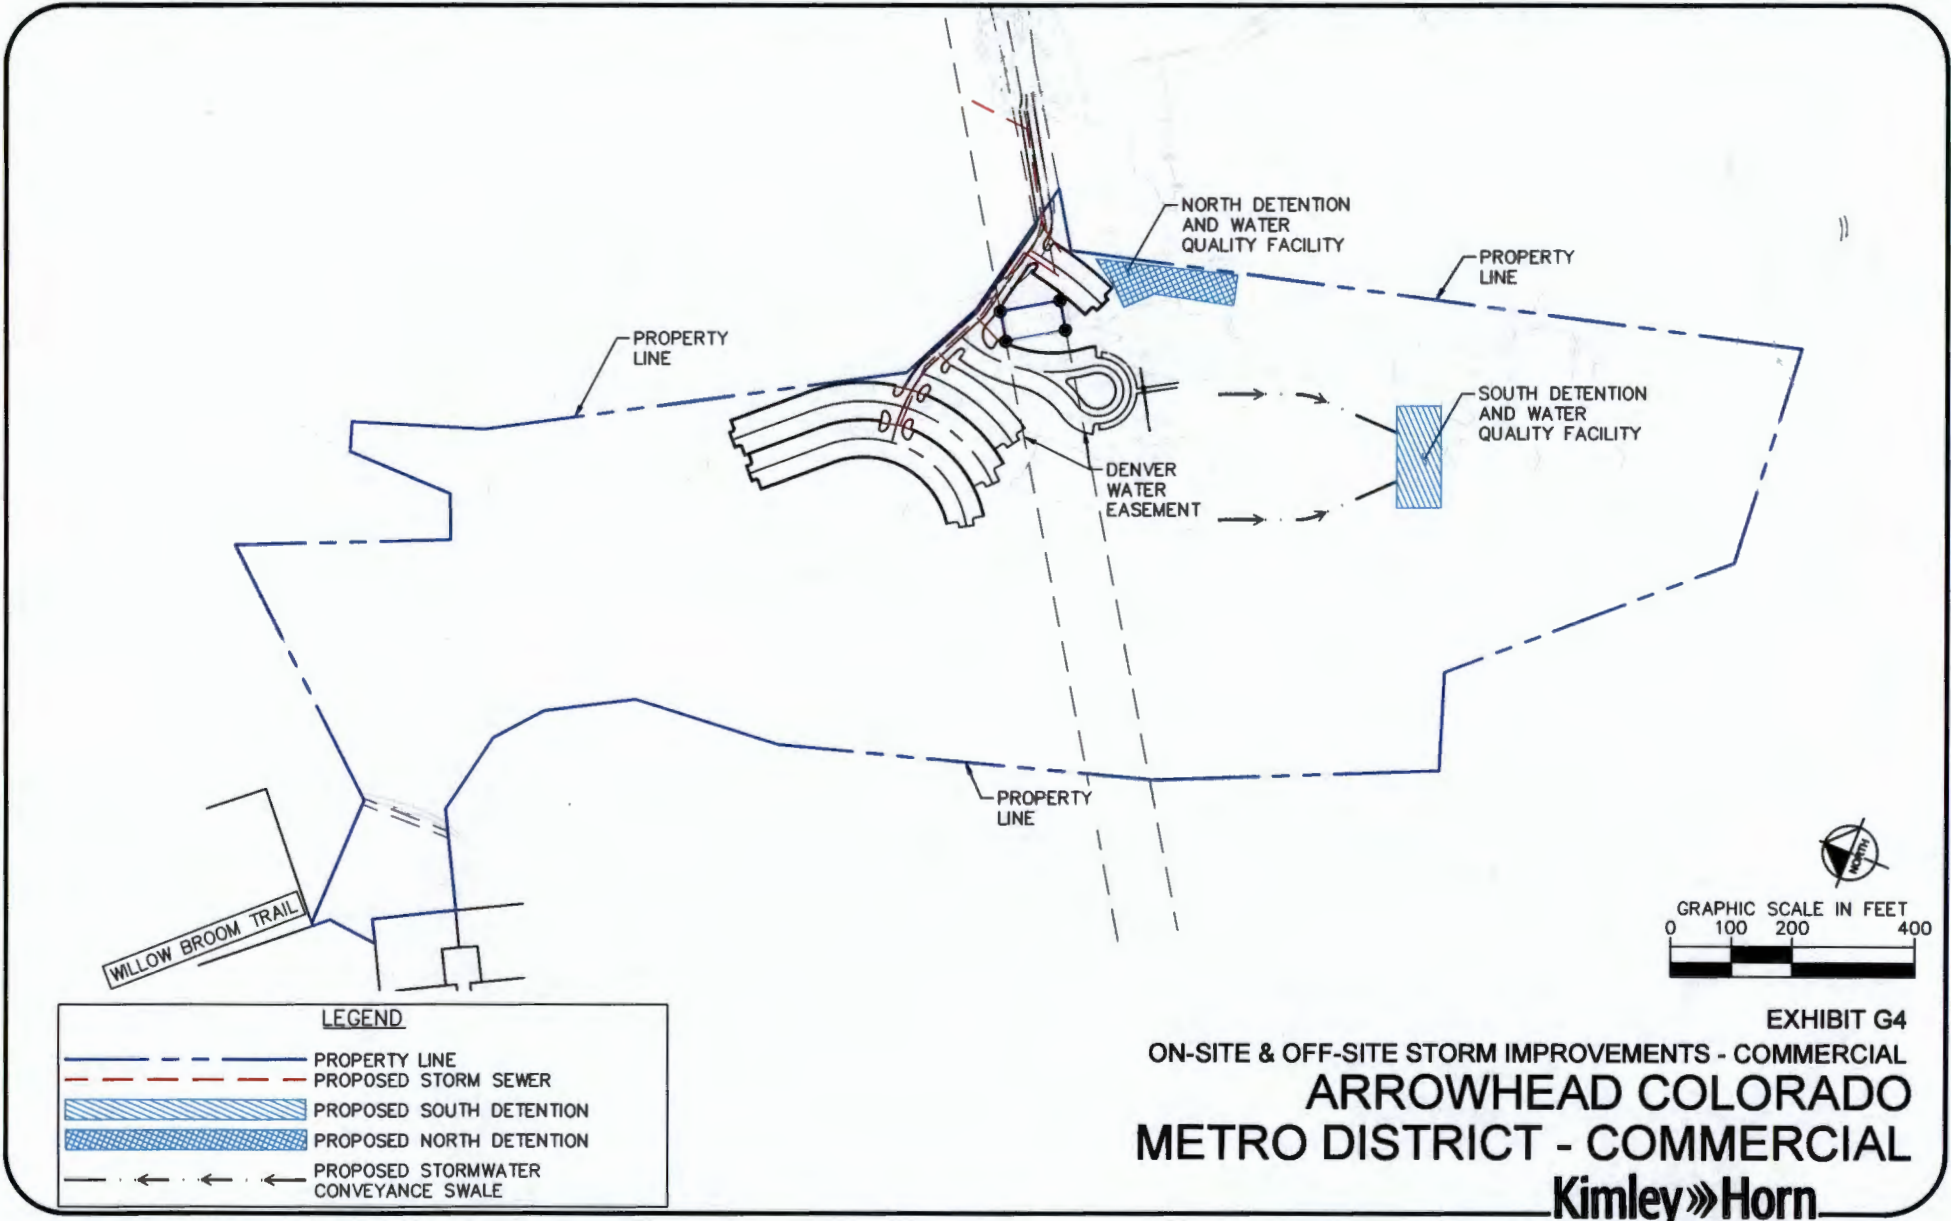 NORTH DETENTION
AND WATER
QUALITY FACILITY
PROPERTY
LINE
PROPERTY
LINE
SOUTH DETENTION
AND WATER
QUALITY FACILITY
DENVER
WATER
EASEMENT
PROPERTY
LINE
WILLOW BROOM TRAIL
NORTH
GRAPHIC SCALE IN FEET
0 100 200 400
LEGEND
PROPERTY LINE
PROPOSED STORM SEWER
PROPOSED SOUTH DETENTION
PROPOSED NORTH DETENTION
PROPOSED STORMWATER
CONVEYANCE SWALE
EXHIBIT G4
ON-SITE & OFF-SITE STORM IMPROVEMENTS - COMMERCIAL
ARROWHEAD COLORADO
METRO DISTRICT - COMMERCIAL
Kimley»Horn